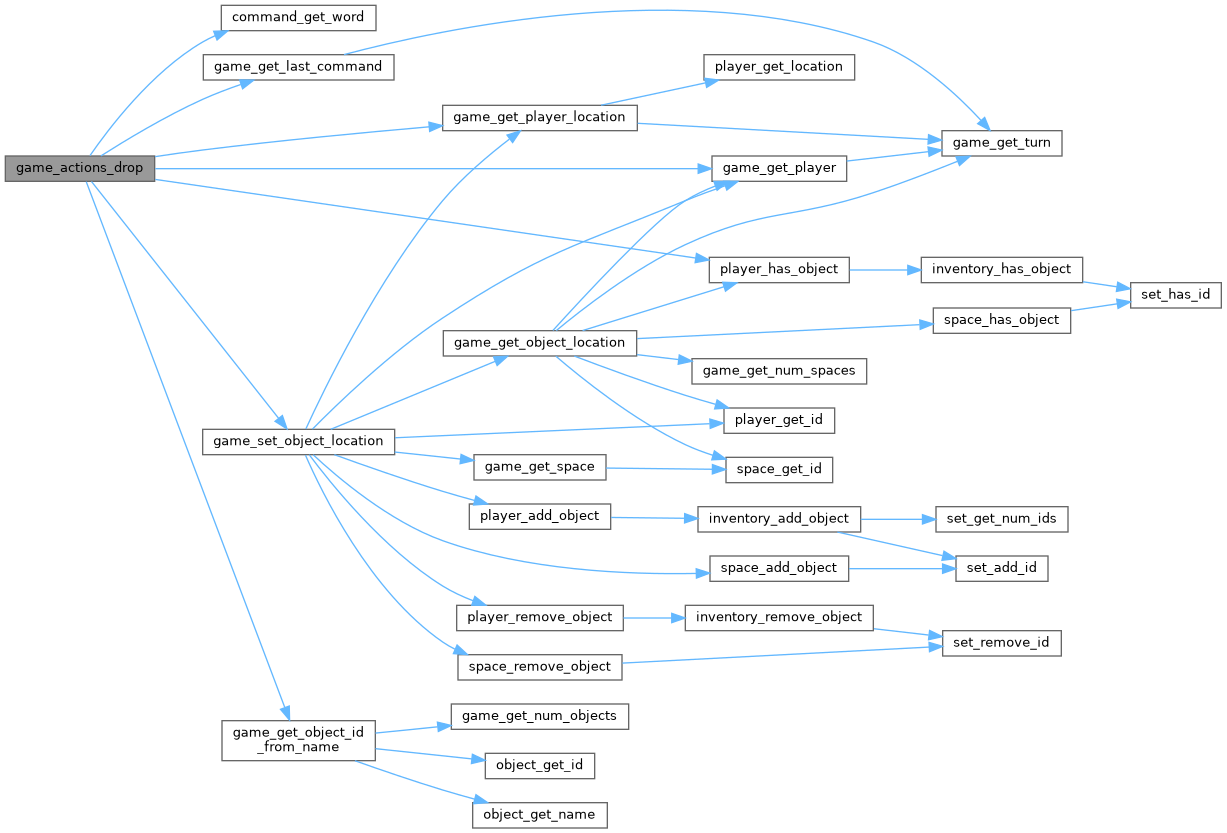 command_get_word
game_get_last_command
player_get_location
game_get_player_location
game_get_turn
game_actions_drop
game_get_player
player_has_object
inventory_has_object
set_has_id
space_has_object
game_get_object_location
game_get_num_spaces
player_get_id
game_set_object_location
game_get_space
space_get_id
player_add_object
inventory_add_object
set_get_num_ids
space_add_object
set_add_id
player_remove_object
inventory_remove_object
set_remove_id
space_remove_object
game_get_num_objects
game_get_object_id
_from_name
object_get_id
object_get_name